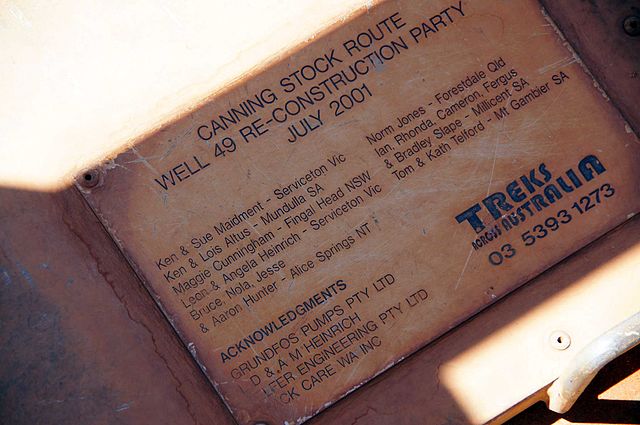 CANNING STOCK ROUTE
WELL 49 RE-CONSTRUCTION PARTY
JULY 2001
Ken & Sue Maidment - Serviceton Vic
Ken & Lois Altus - Mundulla SA
Maggie Cunningham - Fingal Head NSW
Leon & Angela Heinrich - Serviceton Vic
Bruce, Nola, Jesse
& Aaron Hunter - Alice Springs NT
Norm Jones - Forestdale Qld
Ian, Rhonda, Cameron, Fergus
& Bradley Slape - Millicent SA
Tom & Kath Telford - Mt Gambier SA
TREKS
ACROSS AUSTRALIA
03 5393 1273
ACKNOWLEDGMENTS
GRUNDFOS PUMPS PTY LTD
D & A M HEINRICH
ENGINEERING PTY LTD
CARE WA INC